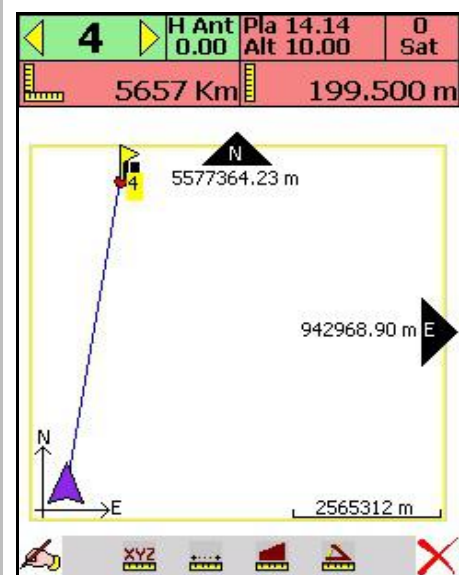 4 H Ant Pla 14.14 0
0.00 Alt 10.00 Sat
5657 Km 199.500 m
N
5577364.23 m
4
942968.90 m E
N
E
2565312 m
XYZ